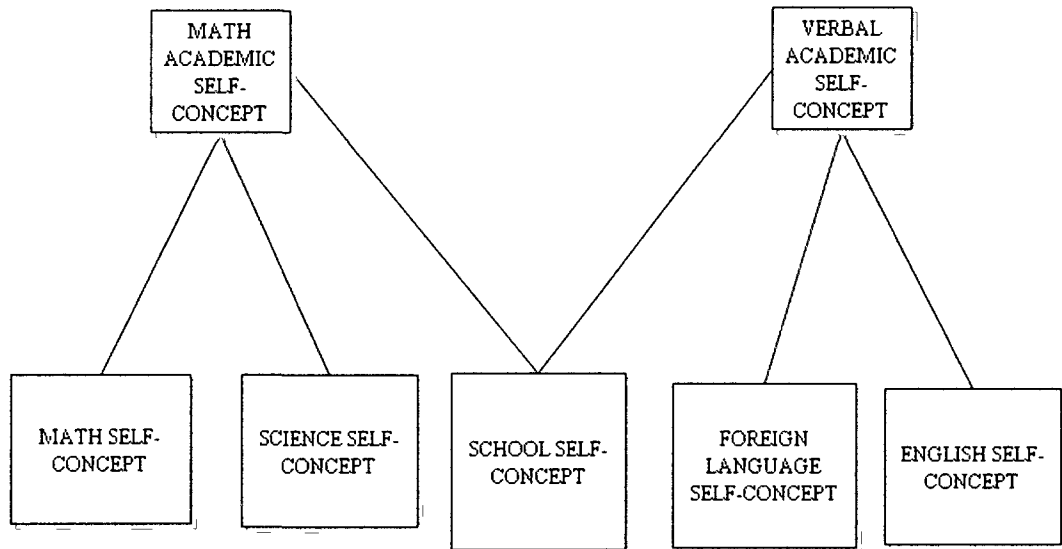 MATH
ACADEMIC
SELF-
CONCEPT
VERBAL
ACADEMIC
SELF-
CONCEPT
MATH SELF-
CONCEPT
SCIENCE SELF-
CONCEPT
SCHOOL SELF-
CONCEPT
FOREIGN
LANGUAGE
SELF-CONCEPT
ENGLISH SELF-
CONCEPT